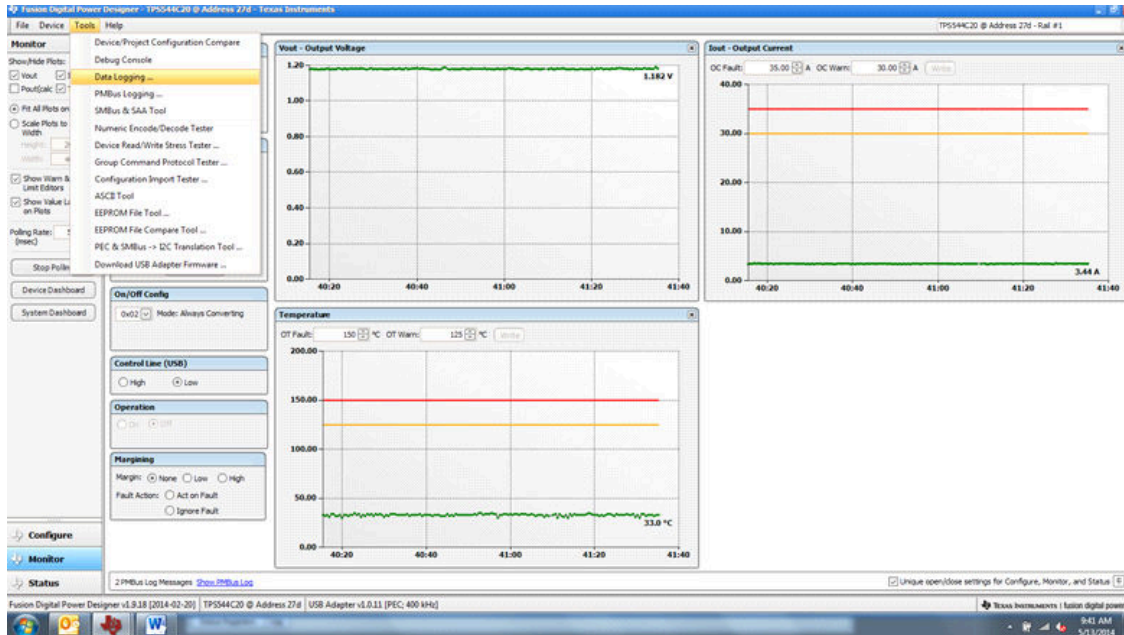 Fusion Digital Power Designer - TPS544C20 @ Address 27d - Texas Instruments
File Device Tools Help
TPS544C20 @ Address 27d - Rail #1
Monitor
Show/Hide Plots:
Vout
Pout(calc
Fit All Plots on
Scale Plots to
Width
Height:
Width:
Show Warn &
Limit Editors
Show Value La
on Plots
Polling Rate:
(msec)
Stop Pollin
Device Dashboard
System Dashboard
Device/Project Configuration Compare
Debug Console
Data Logging ...
PMBus Logging ...
SMBus & SAA Tool
Numeric Encode/Decode Tester
Device Read/Write Stress Tester ...
Group Command Protocol Tester ...
Configuration Import Tester ...
ASCII Tool
EEPROM File Tool ...
EEPROM File Compare Tool ...
PEC & SMBus -> I2C Translation Tool ...
Download USB Adapter Firmware ...
On/Off Config
0x02 Mode: Always Converting
Control Line (USB)
High Low
Operation
On Off
Margining
Margin: None Low High
Fault Action: Act on Fault
Ignore Fault
Vout - Output Voltage
1.20
1.182 V
1.00
0.80
0.60
0.40
0.20
0.00
40:20 40:40 41:00 41:20 41:40
Iout - Output Current
OC Fault: 35.00 A OC Warn: 30.00 A Write
40.00
30.00
20.00
10.00
3.44 A
0.00
40:20 40:40 41:00 41:20 41:40
Temperature
OT Fault: 150 °C OT Warn: 125 °C Write
200.00
150.00
100.00
50.00
33.0 °C
0.00
40:20 40:40 41:00 41:20 41:40
Configure
Monitor
Status
2 PMBus Log Messages Show PMBus Log
Unique open/close settings for Configure, Monitor, and Status
Fusion Digital Power Designer v1.9.18 [2014-02-20] TPS544C20 @ Address 27d USB Adapter v1.0.11 [PEC; 400 kHz]
TEXAS INSTRUMENTS | fusion digital power
9:41 AM
5/13/2014